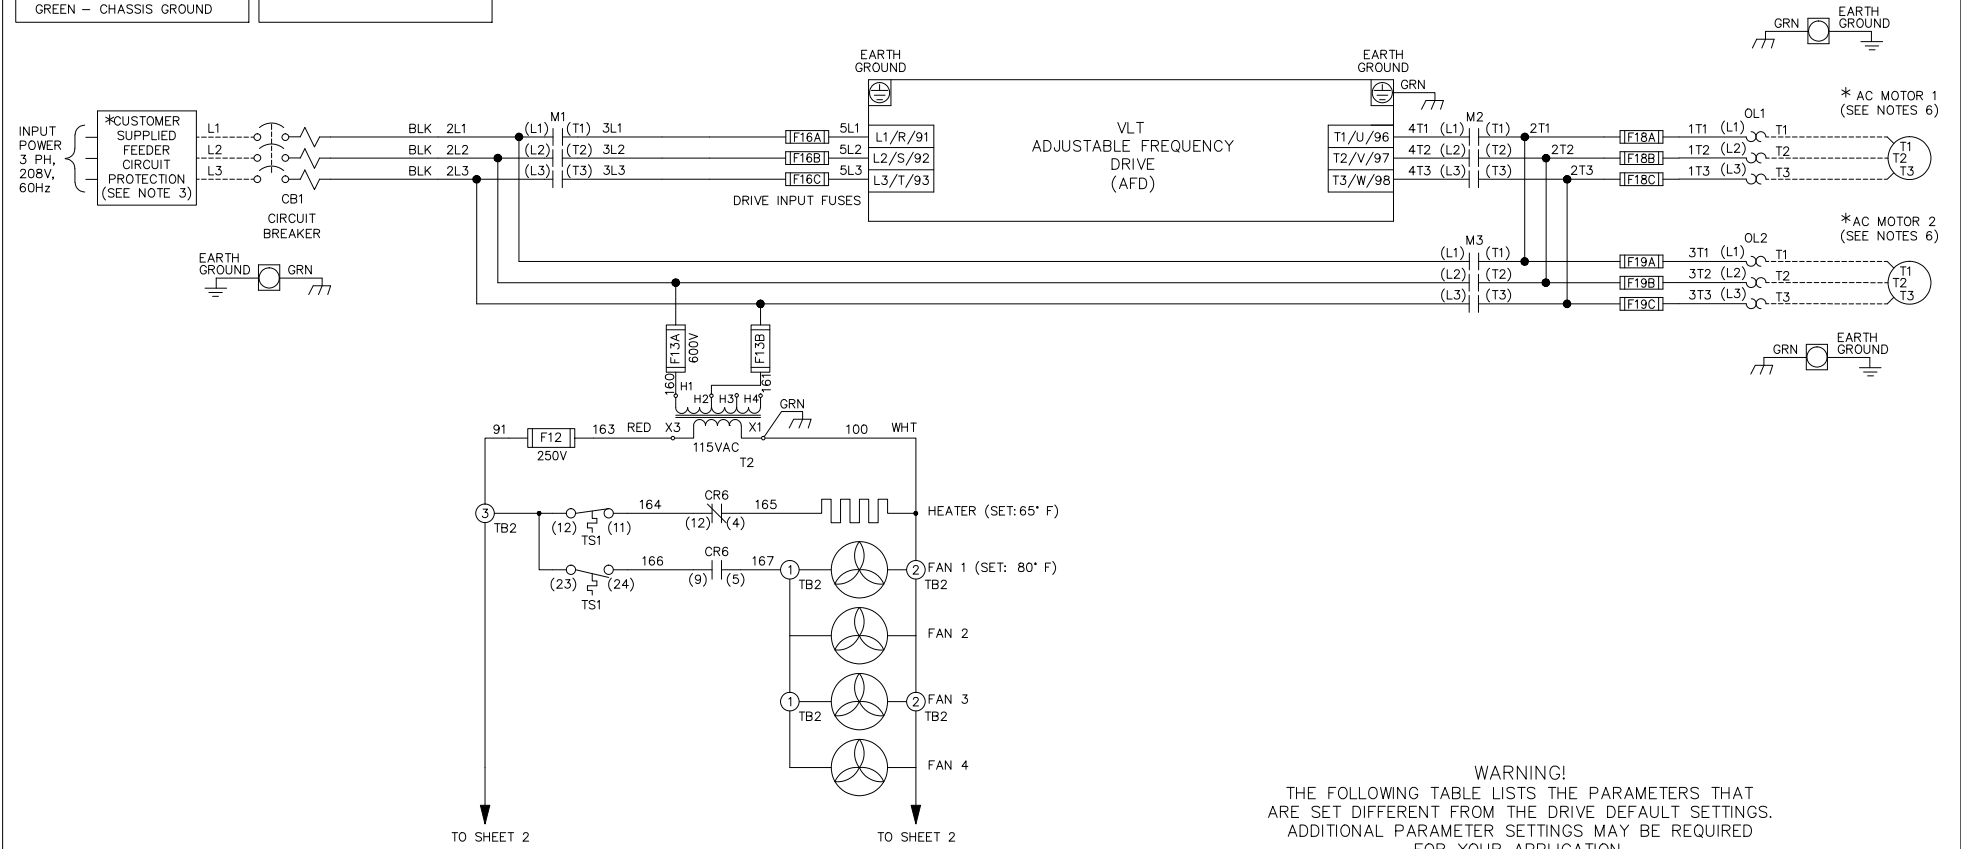 GREEN – CHASSIS GROUND
GRN
EARTH
GROUND
EARTH
GROUND
EARTH
GROUND
GRN
INPUT
POWER
3 PH,
208V,
60Hz
*CUSTOMER
SUPPLIED
FEEDER
CIRCUIT
PROTECTION
(SEE NOTE 3)
L1
L2
L3
CB1
CIRCUIT
BREAKER
BLK 2L1
BLK 2L2
BLK 2L3
M1
(L1) (T1) 3L1
(L2) (T2) 3L2
(L3) (T3) 3L3
F16A 5L1
F16B 5L2
F16C 5L3
DRIVE INPUT FUSES
L1/R/91
L2/S/92
L3/T/93
VLT
ADJUSTABLE FREQUENCY
DRIVE
(AFD)
T1/U/96
T2/V/97
T3/W/98
M2
4T1 (L1) (T1) 2T1
4T2 (L2) (T2) 2T2
4T3 (L3) (T3) 2T3
F18A
F18B
F18C
OL1
1T1 (L1) T1
1T2 (L2) T2
1T3 (L3) T3
* AC MOTOR 1
(SEE NOTES 6)
T1
T2
T3
EARTH
GROUND
GRN
M3
(L1) (T1)
(L2) (T2)
(L3) (T3)
F19A
F19B
F19C
OL2
3T1 (L1) T1
3T2 (L2) T2
3T3 (L3) T3
*AC MOTOR 2
(SEE NOTES 6)
T1
T2
T3
GRN
EARTH
GROUND
F13A
600V
F13B
160
161
H1
H2
H3
H4
GRN
91
F12
250V
163 RED X3
115VAC
X1
T2
100 WHT
3
TB2
(12) (11)
TS1
164
CR6
(12) (4)
165
HEATER (SET:65° F)
(23) (24)
TS1
166
CR6
(9) (5)
167
1
TB2
2
TB2
FAN 1 (SET: 80° F)
FAN 2
1
TB2
2
TB2
FAN 3
FAN 4
TO SHEET 2
TO SHEET 2
WARNING!
THE FOLLOWING TABLE LISTS THE PARAMETERS THAT
ARE SET DIFFERENT FROM THE DRIVE DEFAULT SETTINGS.
ADDITIONAL PARAMETER SETTINGS MAY BE REQUIRED
FOR YOUR APPLICATION